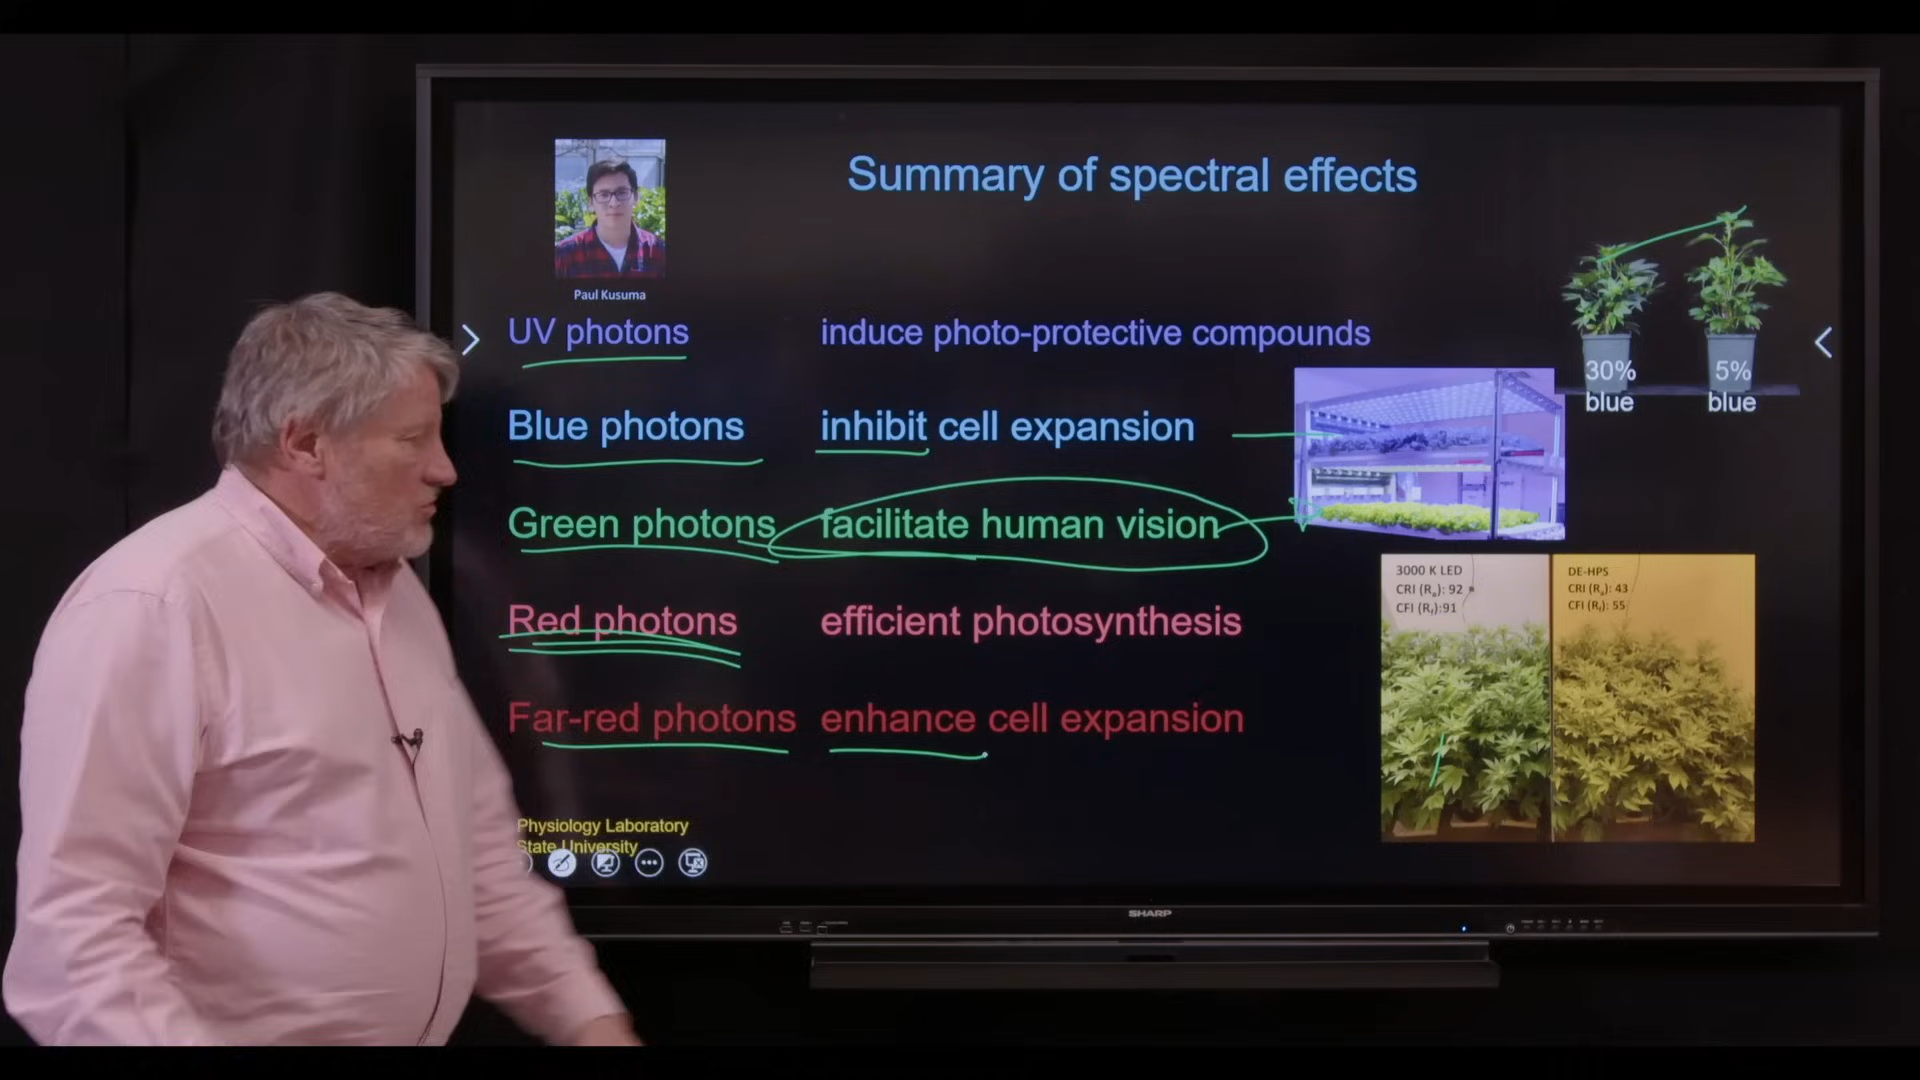 Summary of spectral effects
Paul Kusuma
UV photons induce photo-protective compounds
30% blue
5% blue
Blue photons inhibit cell expansion
Green photons facilitate human vision
3000 K LED
CRI (Ra): 92
CFI (Rf):91
DE-HPS
CRI (Ra): 43
CFI (Rf): 55
Red photons efficient photosynthesis
Far-red photons enhance cell expansion
Physiology Laboratory
State University
SHARP